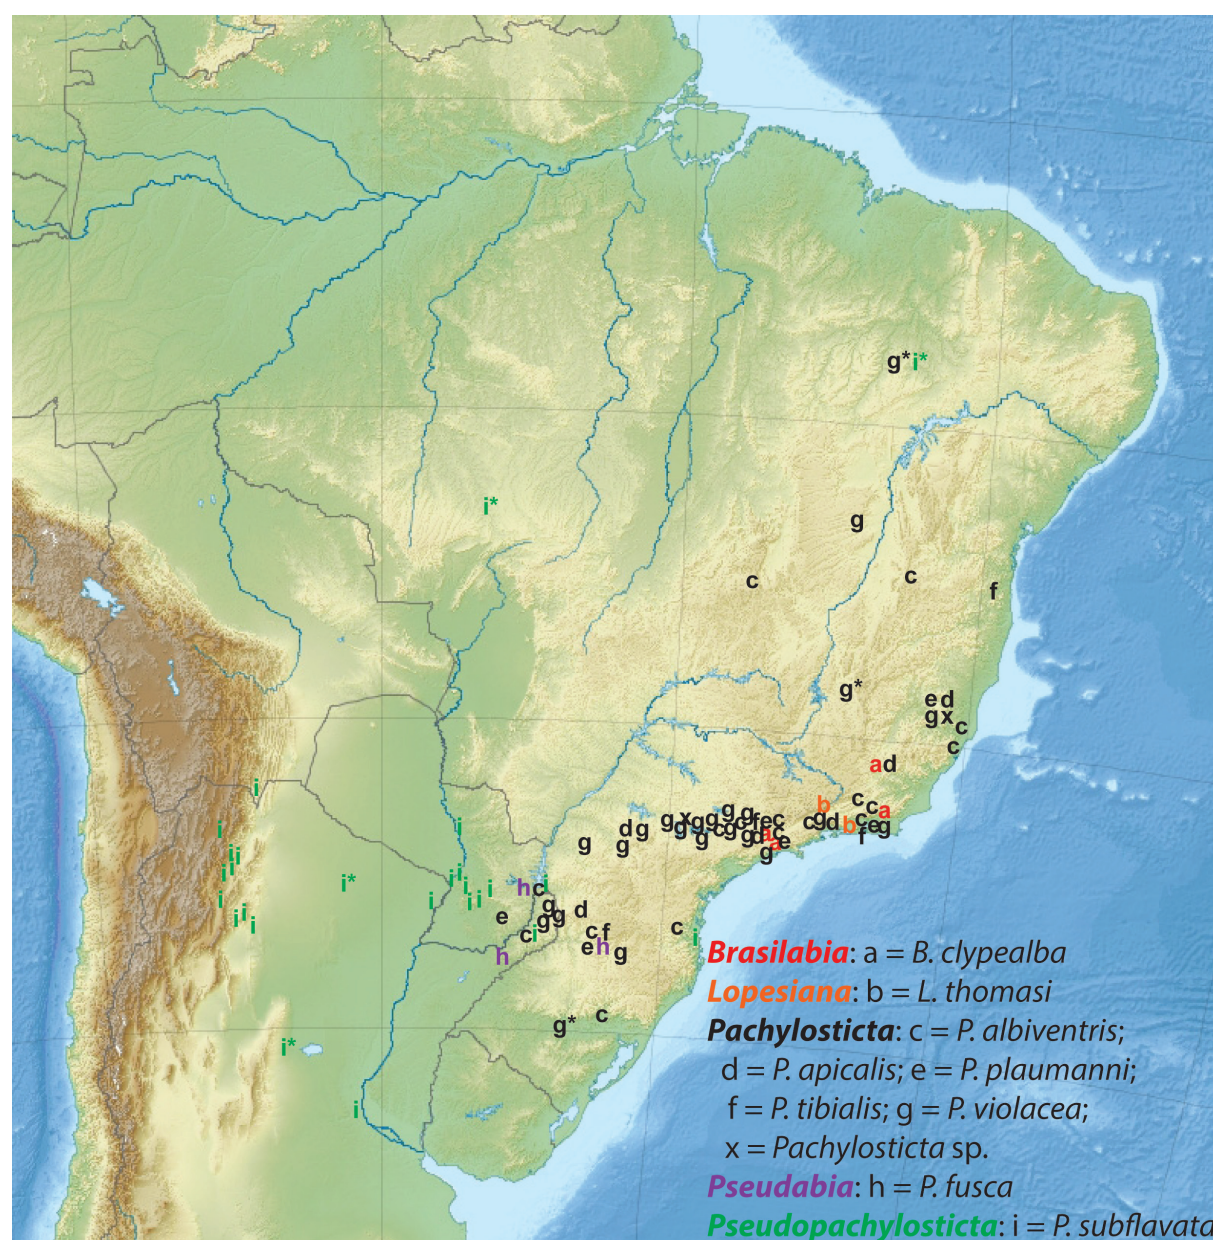 g* i*
i*
g
c
c
f
g*
e d
g x
c
c
a d
i
b
c
c a
g g
g x g g c f e c
c g d
b
c e g
f
i
i
d g
g
g
g c g g d a c
a e
g
i i
i
i
i*
i i i i
i i
i
h c i
g
g g
d
e
c i
c f
e h g
h
c
i
i i
i
g* c
i*
i
Brasilabia: a = B. clypealba
Lopesiana: b = L. thomasi
Pachylosticta: c = P. albiventris;
d = P. apicalis; e = P. plaumanni;
f = P. tibialis; g = P. violacea;
x = Pachylosticta sp.
Pseudabia: h = P. fusca
Pseudopachylosticta: i = P. subflavata